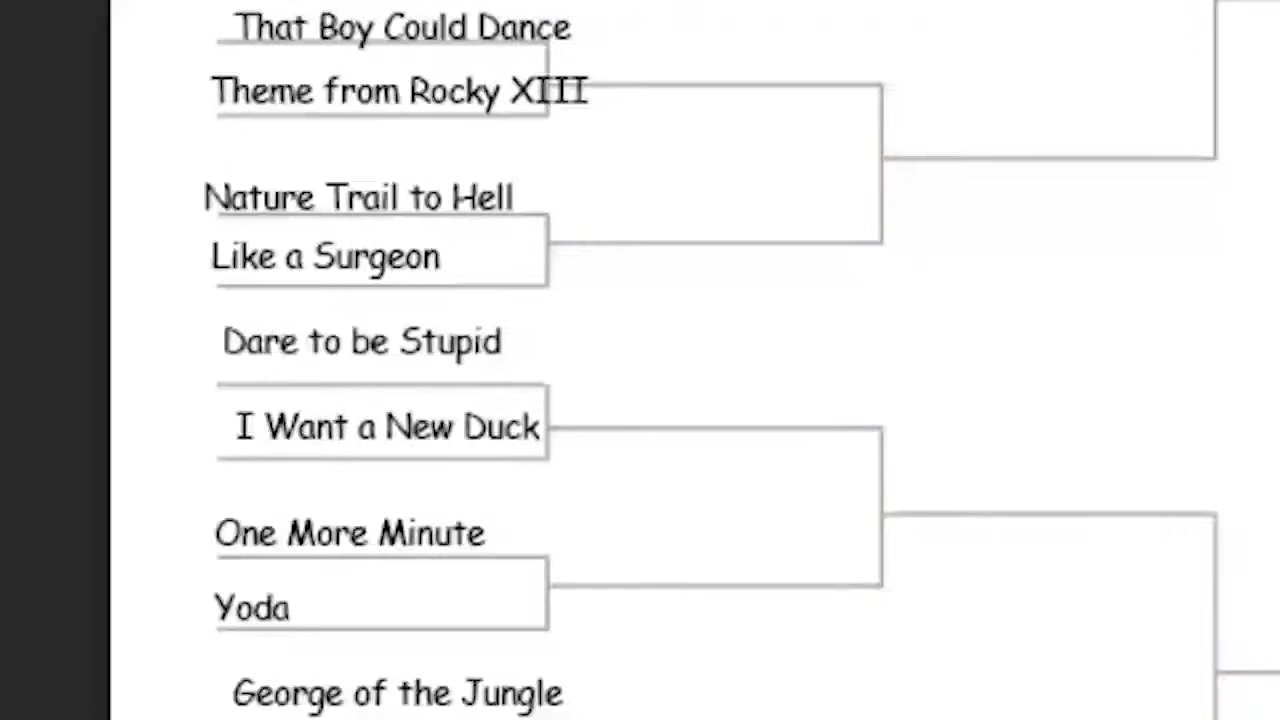 That Boy Could Dance
Theme from Rocky XIII
Nature Trail to Hell
Like a Surgeon
Dare to be Stupid
I Want a New Duck
One More Minute
Yoda
George of the Jungle